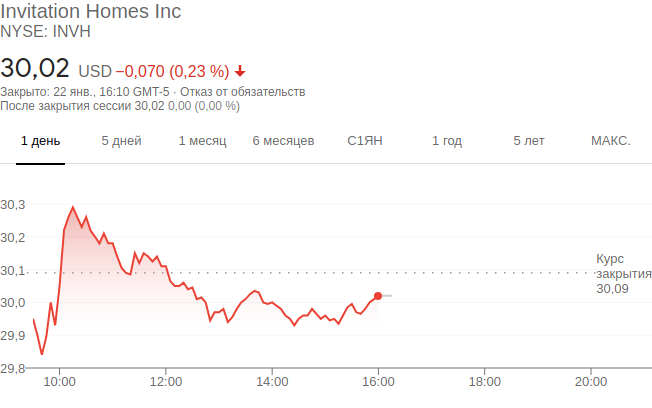 Invitation Homes Inc
NYSE: INVH
30,02 USD −0,070 (0,23 %)
Закрыто: 22 янв., 16:10 GMT-5 · Отказ от обязательств
После закрытия сессии 30,02 0,00 (0,00 %)
1 день 5 дней 1 месяц 6 месяцев С1ЯН 1 год 5 лет МАКС.
30,3
30,2
30,1
30,0
29,9
29,8
Курс
закрытия
30,09
10:00 12:00 14:00 16:00 18:00 20:00